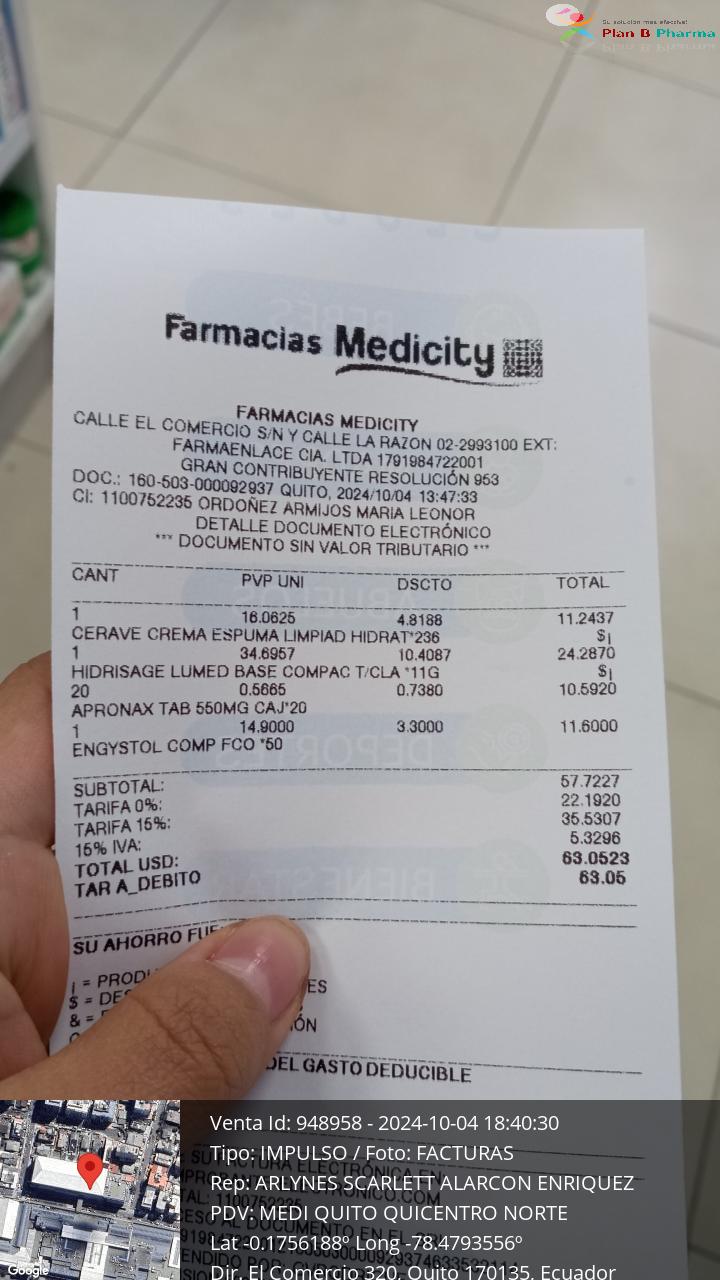 Su solución más efectiva!
Plan B Pharma
Farmacias Medicity
FARMACIAS MEDICITY
CALLE EL COMERCIO S/N Y CALLE LA RAZON 02-2993100 EXT:
FARMAENLACE CIA. LTDA 1791984722001
GRAN CONTRIBUYENTE RESOLUCIÓN 953
DOC.: 160-503-000092937 QUITO, 2024/10/04 13:47:33
CI: 1100752235 ORDOÑEZ ARMIJOS MARIA LEONOR
DETALLE DOCUMENTO ELECTRÓNICO
*** DOCUMENTO SIN VALOR TRIBUTARIO ***
CANT PVP UNI DSCTO TOTAL
1 16.0625 4.8188 11.2437
CERAVE CREMA ESPUMA LIMPIAD HIDRAT*236 $¡
1 34.6957 10.4087 24.2870
HIDRISAGE LUMED BASE COMPAC T/CLA *11G $¡
20 0.5665 0.7380 10.5920
APRONAX TAB 550MG CAJ*20
1 14.9000 3.3000 11.6000
ENGYSTOL COMP FCO *50
SUBTOTAL: 57.7227
TARIFA 0%: 22.1920
TARIFA 15%: 35.5307
15% IVA: 5.3296
TOTAL USD: 63.0523
TAR A_DEBITO 63.05
SU AHORRO FUE
¡ = PRODU ES
$ = DES
& =
IÓN
DEL GASTO DEDUCIBLE
Venta Id: 948958 - 2024-10-04 18:40:30
Tipo: IMPULSO / Foto: FACTURAS
Rep: ARLYNES SCARLETT ALARCON ENRIQUEZ
PDV: MEDI QUITO QUICENTRO NORTE
Lat -0.1756188º Long -78.4793556º
Dir. El Comercio 320, Quito 170135, Ecuador
Google